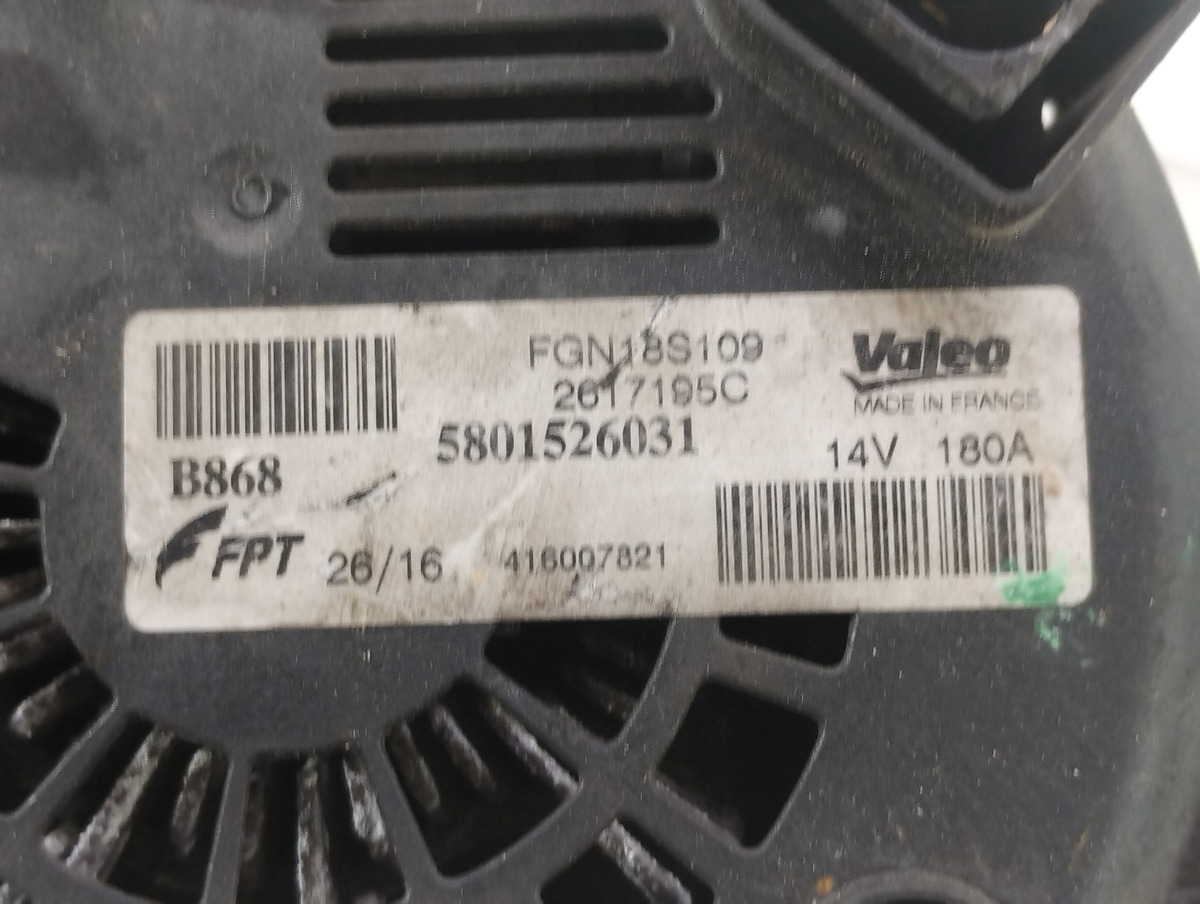 FGN18S109
2617195C
Valeo
MADE IN FRANCE
5801526031
14V 180A
B868
FPT 26/16 416007821